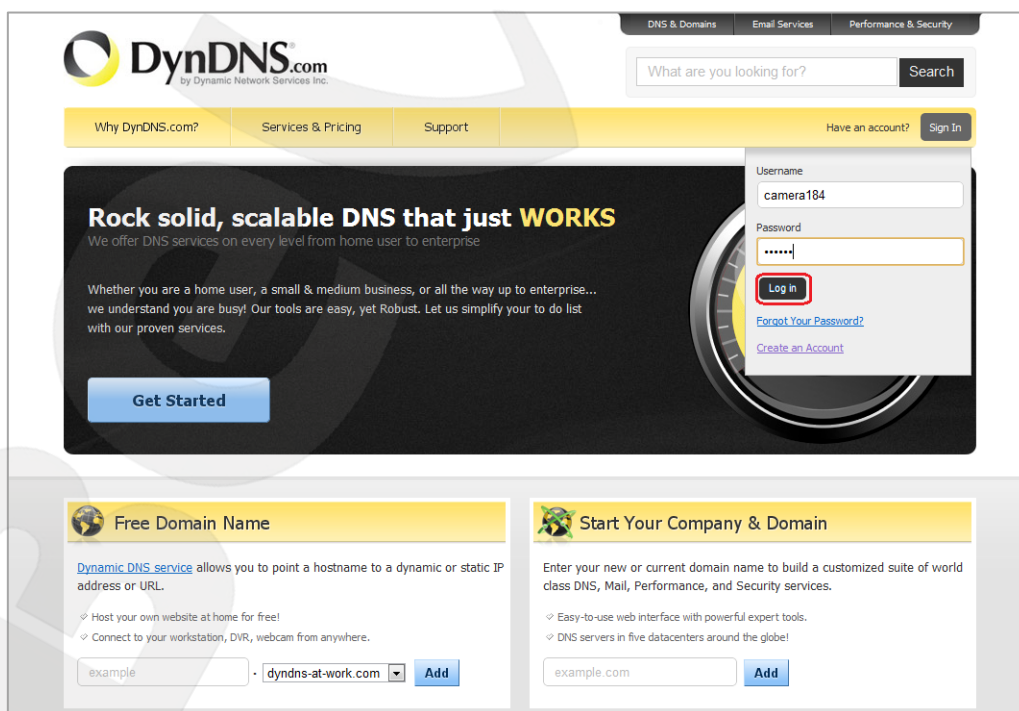 DNS & Domains
Email Services
Performance & Security
DynDNS.com
by Dynamic Network Services Inc.
What are you looking for?
Search
Why DynDNS.com?
Services & Pricing
Support
Have an account?
Sign In
Username
camera184
Password
••••••
Log in
Forgot Your Password?
Create an Account
Rock solid, scalable DNS that just WORKS
We offer DNS services on every level from home user to enterprise
Whether you are a home user, a small & medium business, or all the way up to enterprise...
we understand you are busy! Our tools are easy, yet Robust. Let us simplify your to do list
with our proven services.
Get Started
Free Domain Name
Dynamic DNS service allows you to point a hostname to a dynamic or static IP
address or URL.
Host your own website at home for free!
Connect to your workstation, DVR, webcam from anywhere.
example
. dyndns-at-work.com
Add
Start Your Company & Domain
Enter your new or current domain name to build a customized suite of world
class DNS, Mail, Performance, and Security services.
Easy-to-use web interface with powerful expert tools.
DNS servers in five datacenters around the globe!
example.com
Add